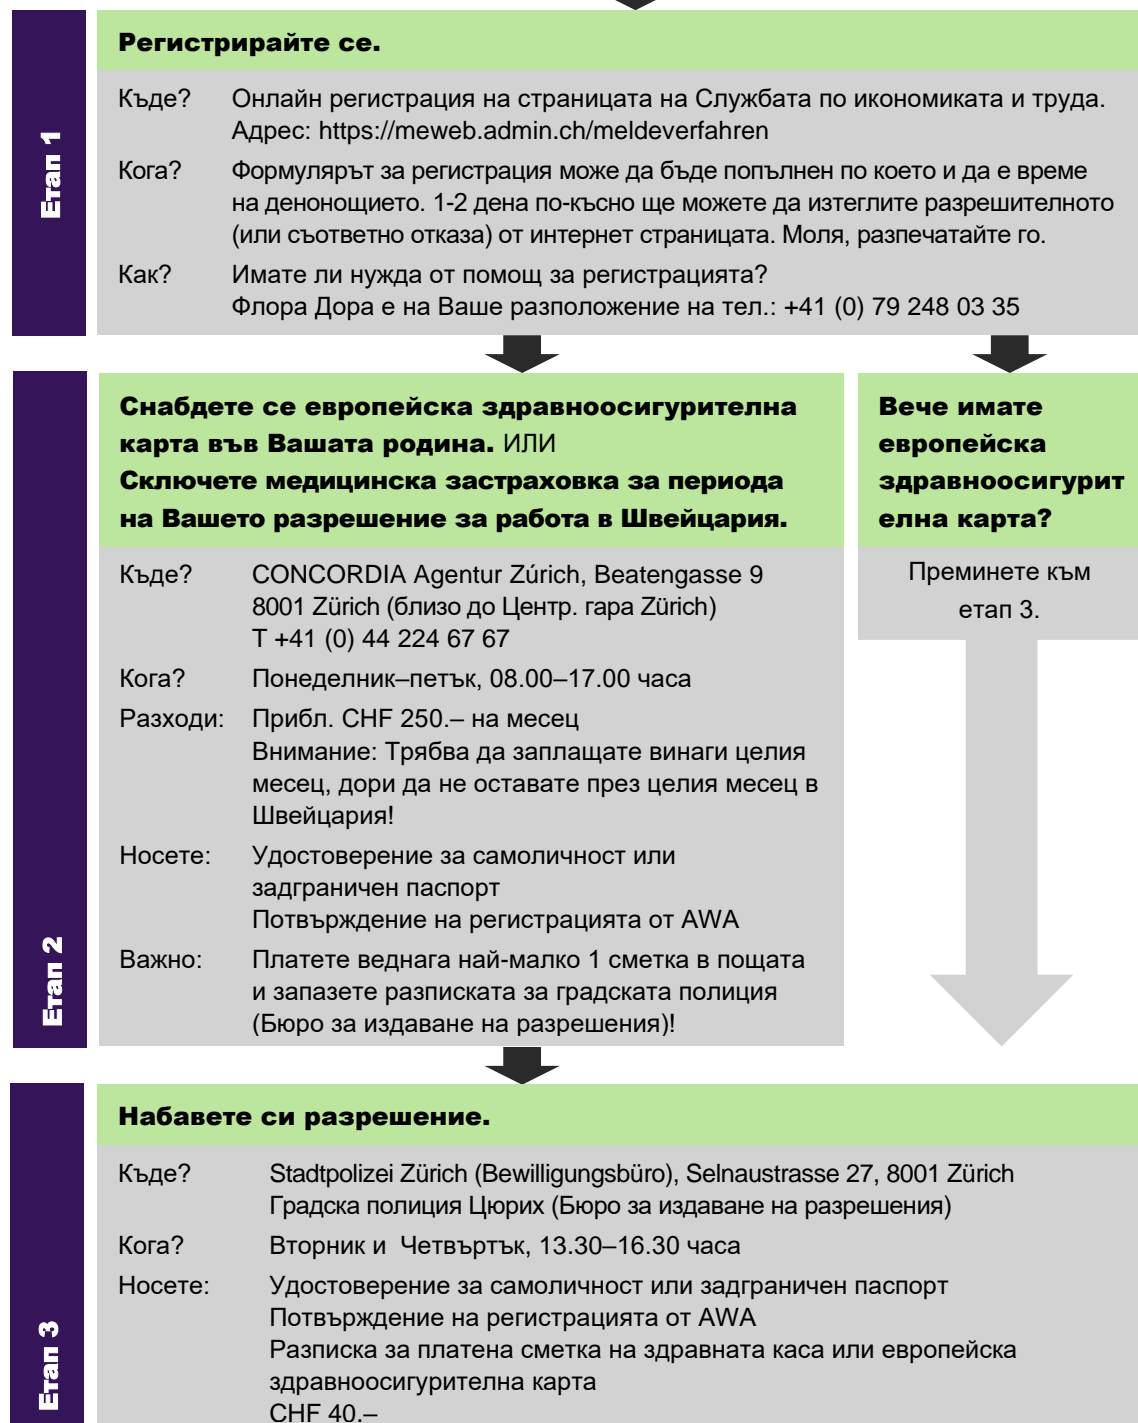 Етап 1
Регистрирайте се.
Къде? Онлайн регистрация на страницата на Службата по икономиката и труда.
Адрес: https://meweb.admin.ch/meldeverfahren
Кога? Формулярът за регистрация може да бъде попълнен по което и да е време
на денонощието. 1-2 дена по-късно ще можете да изтеглите разрешителното
(или съответно отказа) от интернет страницата. Моля, разпечатайте го.
Как? Имате ли нужда от помощ за регистрацията?
Флора Дора е на Ваше разположение на тел.: +41 (0) 79 248 03 35
Етап 2
Снабдете се европейска здравноосигурителна
карта във Вашата родина. ИЛИ
Сключете медицинска застраховка за периода
на Вашето разрешение за работа в Швейцария.
Къде? CONCORDIA Agentur Zúrich, Beatengasse 9
8001 Zürich (близо до Центр. гара Zürich)
T +41 (0) 44 224 67 67
Кога? Понеделник–петък, 08.00–17.00 часа
Разходи: Прибл. CHF 250.– на месец
Внимание: Трябва да заплащате винаги целия
месец, дори да не оставате през целия месец в
Швейцария!
Носете: Удостоверение за самоличност или
задграничен паспорт
Потвърждение на регистрацията от AWA
Важно: Платете веднага най-малко 1 сметка в пощата
и запазете разписката за градската полиция
(Бюро за издаване на разрешения)!
Вече имате
европейска
здравноосигурит
елна карта?
Преминете към
етап 3.
Етап 3
Набавете си разрешение.
Къде? Stadtpolizei Zürich (Bewilligungsbüro), Selnaustrasse 27, 8001 Zürich
Градска полиция Цюрих (Бюро за издаване на разрешения)
Кога? Вторник и Четвъртък, 13.30–16.30 часа
Носете: Удостоверение за самоличност или задграничен паспорт
Потвърждение на регистрацията от AWA
Разписка за платена сметка на здравната каса или европейска
здравноосигурителна карта
CHF 40.–